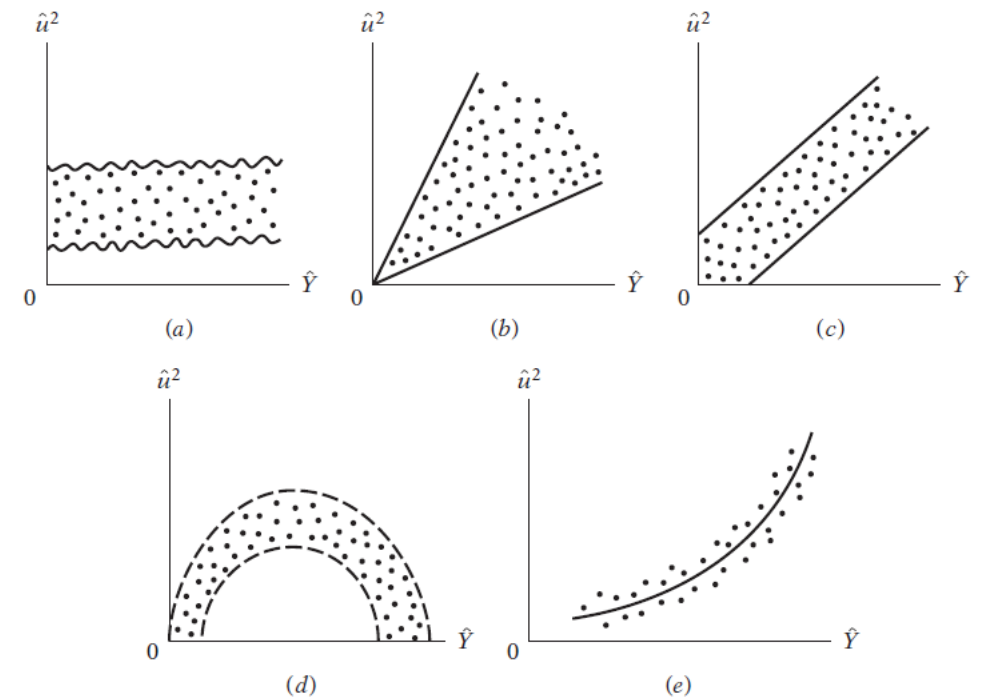 û² û² û²
0 Ŷ 0 Ŷ 0 Ŷ
(a) (b) (c)
û² û²
0 Ŷ 0 Ŷ
(d) (e)